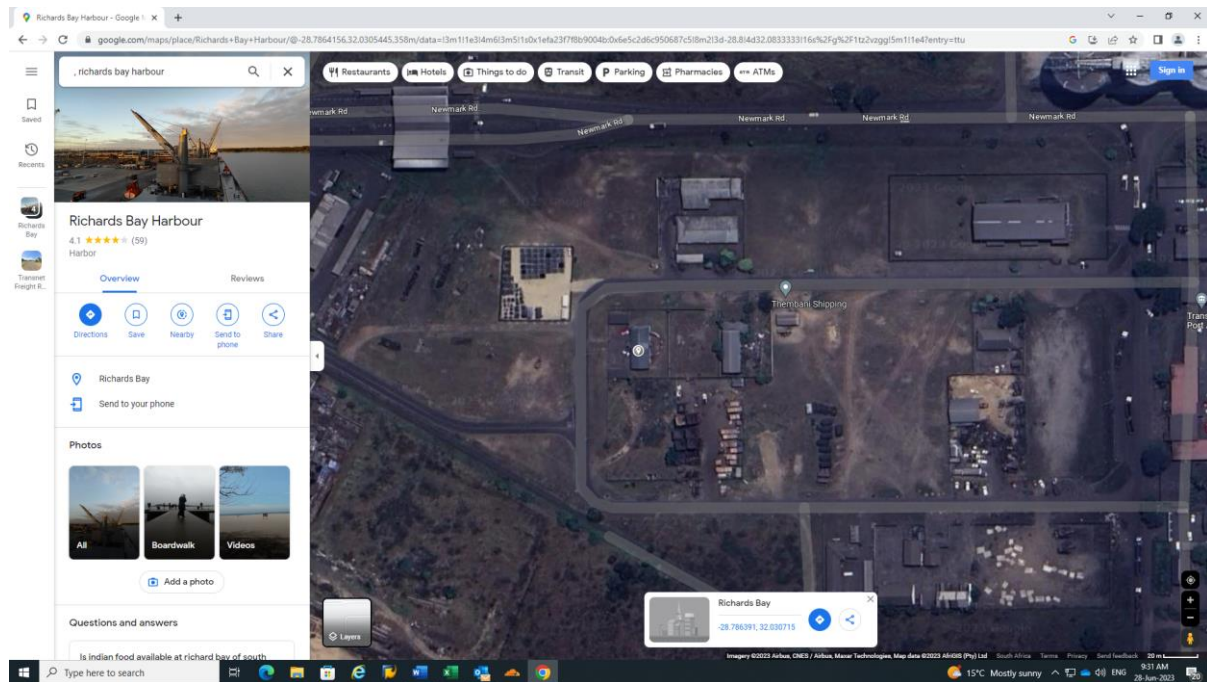 Richards Bay Harbour - Google
google.com/maps/place/Richards+Bay+Harbour/@-28.7864156,32.0305445,358m/data=!3m1!1e3!4m6!3m5!1s0x1efa23f7f8b9004b:0x6e5c2d6c950687c5!8m2!3d-28.8!4d32.0833333!16s%2Fg%2F1tz2vzgg!5m1!1e4?entry=ttu
, richards bay harbour
Restaurants
Hotels
Things to do
Transit
Parking
Pharmacies
ATMs
Sign in
Saved
Recents
4
Richards
Bay
Transnet
Freight R...
Richards Bay Harbour
4.1 ★★★★★ (59)
Harbor
Overview
Reviews
Directions
Save
Nearby
Send to
phone
Share
Richards Bay
Send to your phone
Photos
All
Boardwalk
Videos
Add a photo
Questions and answers
Is indian food available at richard bay of south
Newmark Rd
Newmark Rd
Newmark Rd
Newmark Rd
Newmark Rd
Newmark Rd
Thembani Shipping
Trans
Port
Layers
Richards Bay
-28.786391, 32.030715
Imagery ©2023 Airbus, CNES / Airbus, Maxar Technologies, Map data ©2023 AfriGIS (Pty) Ltd South Africa Terms Privacy Send feedback 20 m
Type here to search
15°C Mostly sunny
ENG
9:31 AM
28-Jun-2023